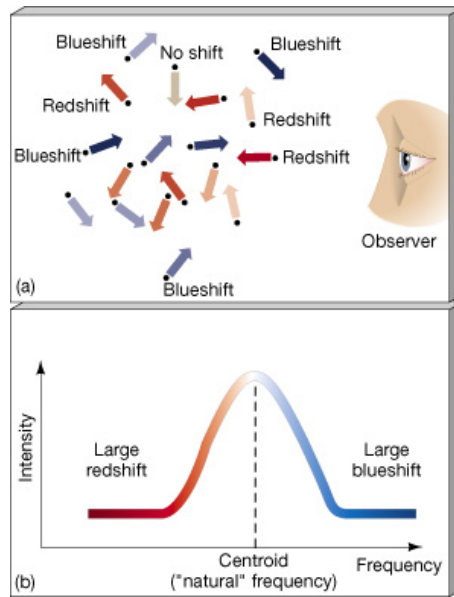 Blueshift
No shift
Blueshift
Redshift
Redshift
Blueshift
Redshift
Observer
Blueshift
(a)
Intensity
Large
redshift
Large
blueshift
Centroid
("natural" frequency)
Frequency
(b)